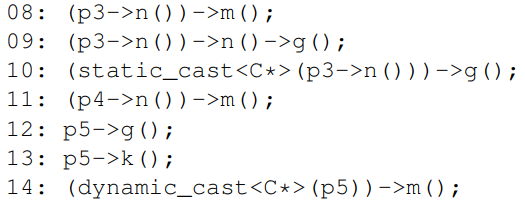 08: (p3->n())->m();
09: (p3->n())->n()->g();
10: (static_cast<C*>(p3->n()))->g();
11: (p4->n())->m();
12: p5->g();
13: p5->k();
14: (dynamic_cast<C*>(p5))->m();